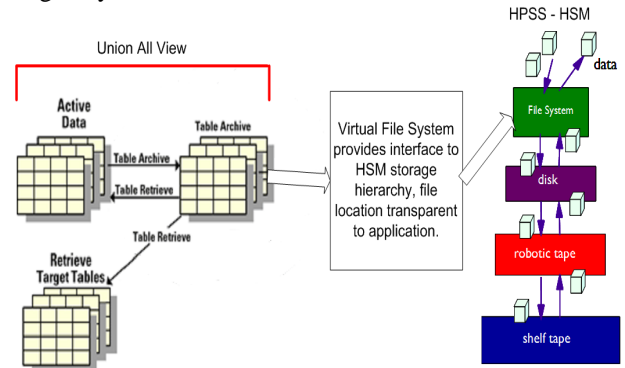 HPSS - HSM
Union All View
data
Active
Data
Table Archive
Table Archive
Table Retrieve
Table Retrieve
Retrieve
Target Tables
Virtual File System
provides interface to
HSM storage
hierarchy, file
location transparent
to application.
File System
disk
robotic tape
shelf tape